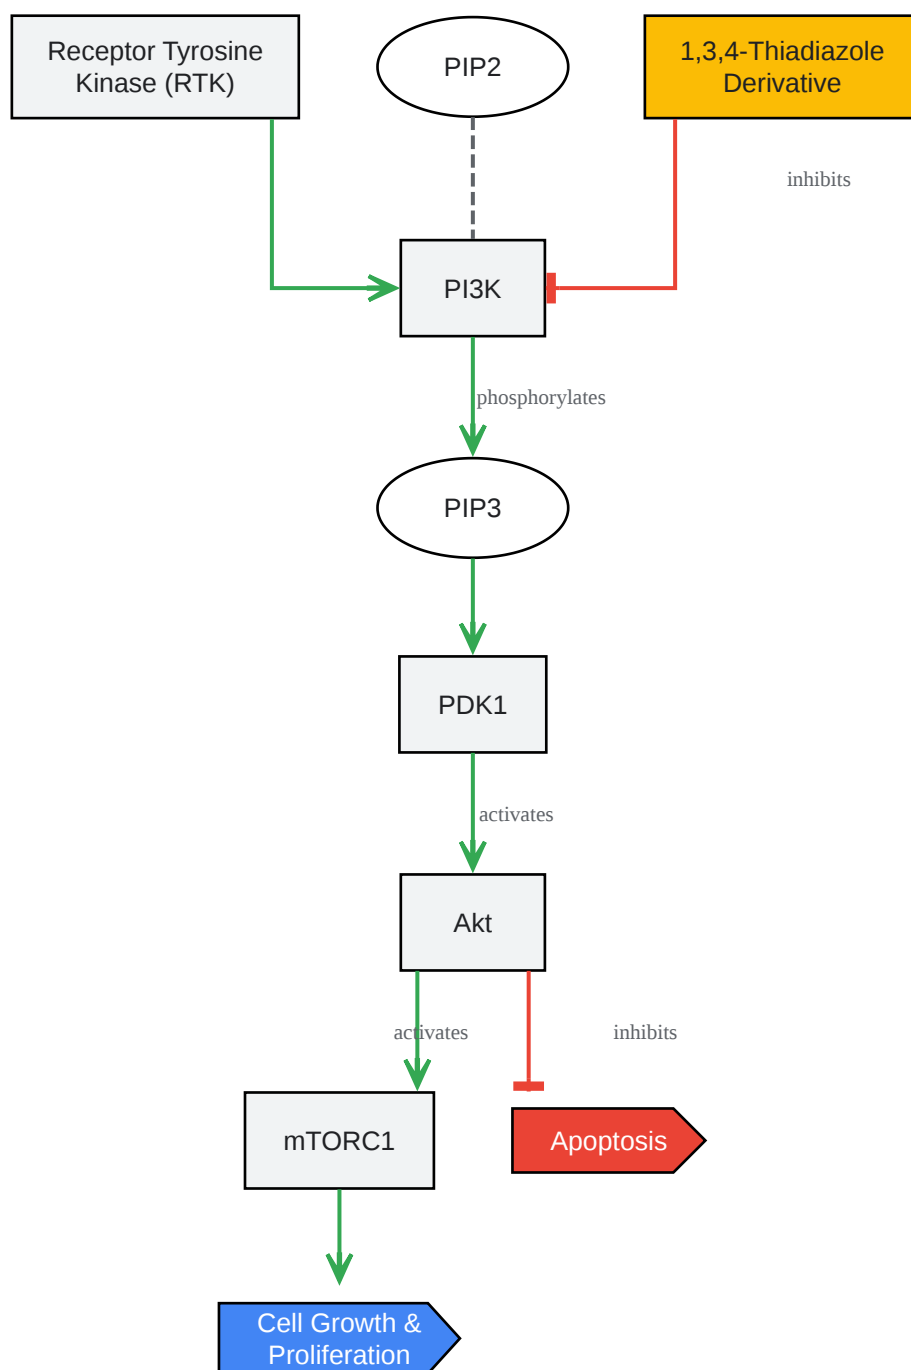 Receptor Tyrosine
Kinase (RTK)
PIP2
1,3,4-Thiadiazole
Derivative
inhibits
PI3K
phosphorylates
PIP3
PDK1
activates
Akt
activates
inhibits
mTORC1
Apoptosis
Cell Growth &
Proliferation